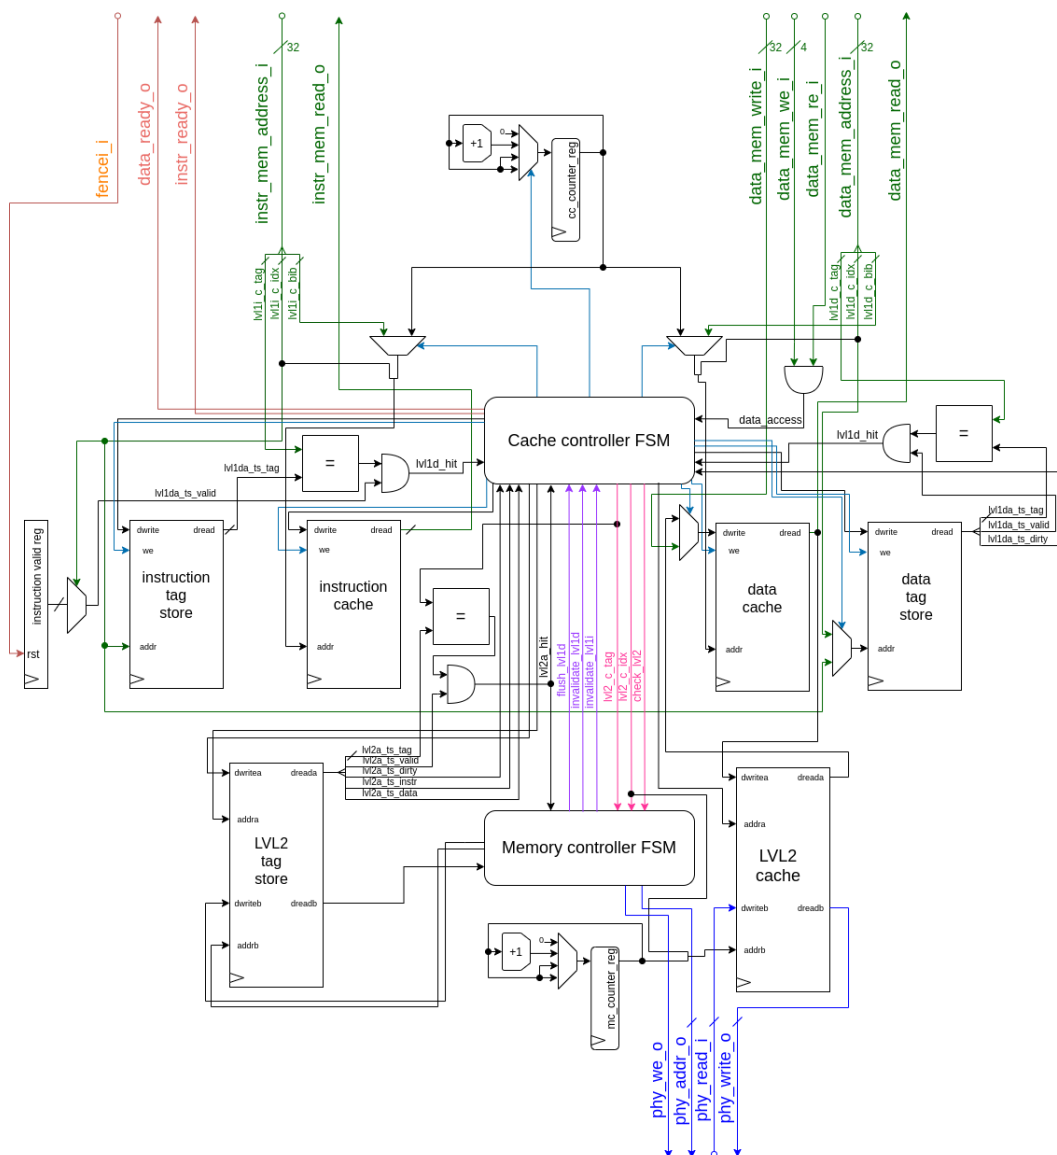 fencei_i
data_ready_o
instr_ready_o
instr_mem_address_i
32
instr_mem_read_o
data_mem_write_i
32
data_mem_we_i
4
data_mem_re_i
data_mem_address_i
32
data_mem_read_o
+1
0
cc_counter_reg
lvl1i_c_tag
lvl1i_c_idx
lvl1i_c_bib
lvl1d_c_tag
lvl1d_c_idx
lvl1d_c_bib
Cache controller FSM
data_access
lvl1d_hit
=
=
lvl1d_hit
lvl1da_ts_tag
lvl1da_ts_valid
instruction valid reg
rst
dwrite
dread
we
instruction
tag
store
addr
dwrite
dread
we
instruction
cache
addr
=
lvl2a_hit
flush_lvl1d
invalidate_lvl1d
invalidate_lvl1i
lvl2_c_tag
lvl2_c_idx
check_lvl2
dwrite
dread
we
data
cache
addr
dwrite
dread
we
data
tag
store
addr
lvl1da_ts_tag
lvl1da_ts_valid
lvl1da_ts_dirty
lvl2a_ts_tag
lvl2a_ts_valid
lvl2a_ts_dirty
lvl2a_ts_instr
lvl2a_ts_data
dwritea
dreada
addra
LVL2
tag
store
dwriteb
dreadb
addrb
Memory controller FSM
dwritea
dreada
addra
LVL2
cache
dwriteb
dreadb
addrb
+1
0
mc_counter_reg
phy_we_o
phy_addr_o
phy_read_i
phy_write_o